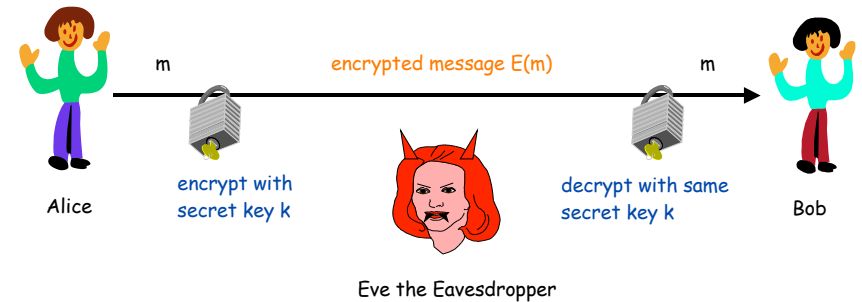 m
encrypted message E(m)
m
encrypt with
secret key k
decrypt with same
secret key k
Alice
Bob
Eve the Eavesdropper